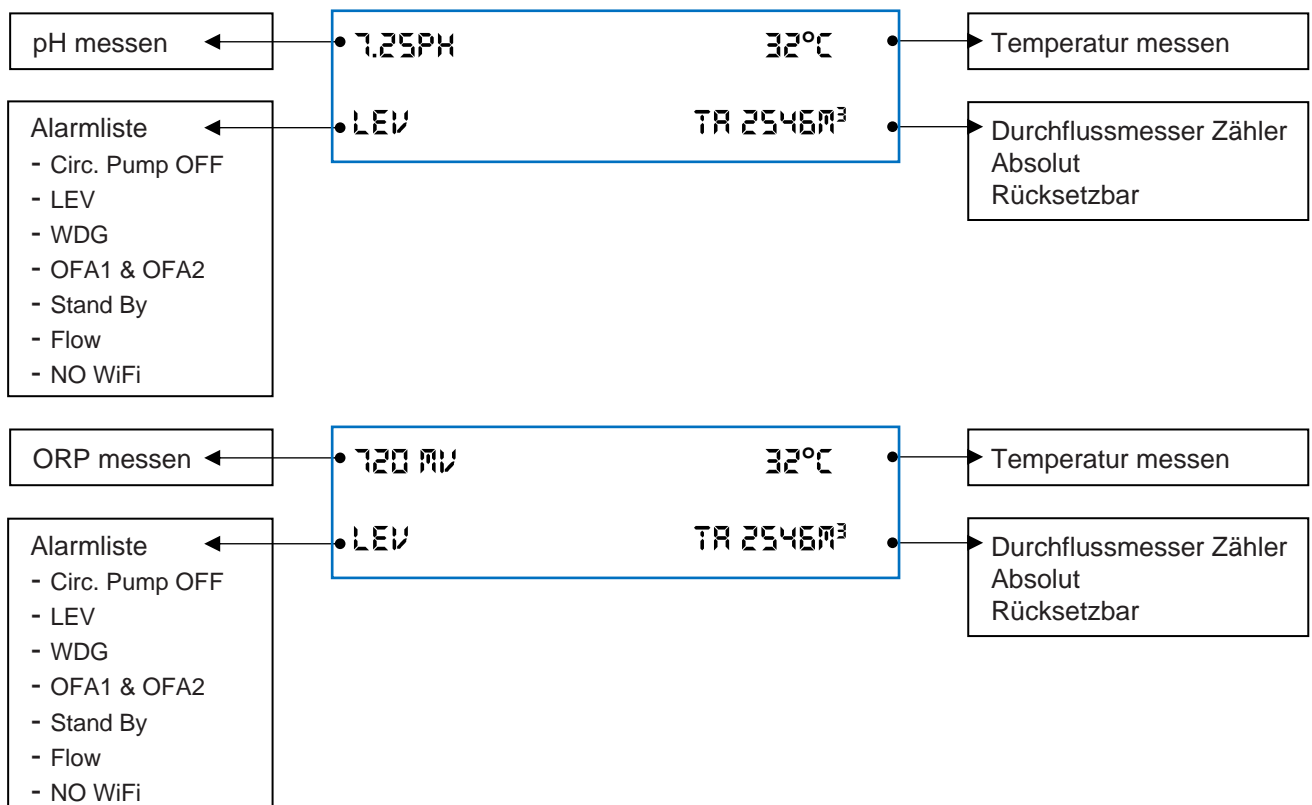 pH messen
7.25PH
32°C
Temperatur messen
Alarmliste
- Circ. Pump OFF
- LEV
- WDG
- OFA1 & OFA2
- Stand By
- Flow
- NO WiFi
LEV
TA 2546M³
Durchflussmesser Zähler
Absolut
Rücksetzbar
ORP messen
720 MV
32°C
Temperatur messen
Alarmliste
- Circ. Pump OFF
- LEV
- WDG
- OFA1 & OFA2
- Stand By
- Flow
- NO WiFi
LEV
TA 2546M³
Durchflussmesser Zähler
Absolut
Rücksetzbar